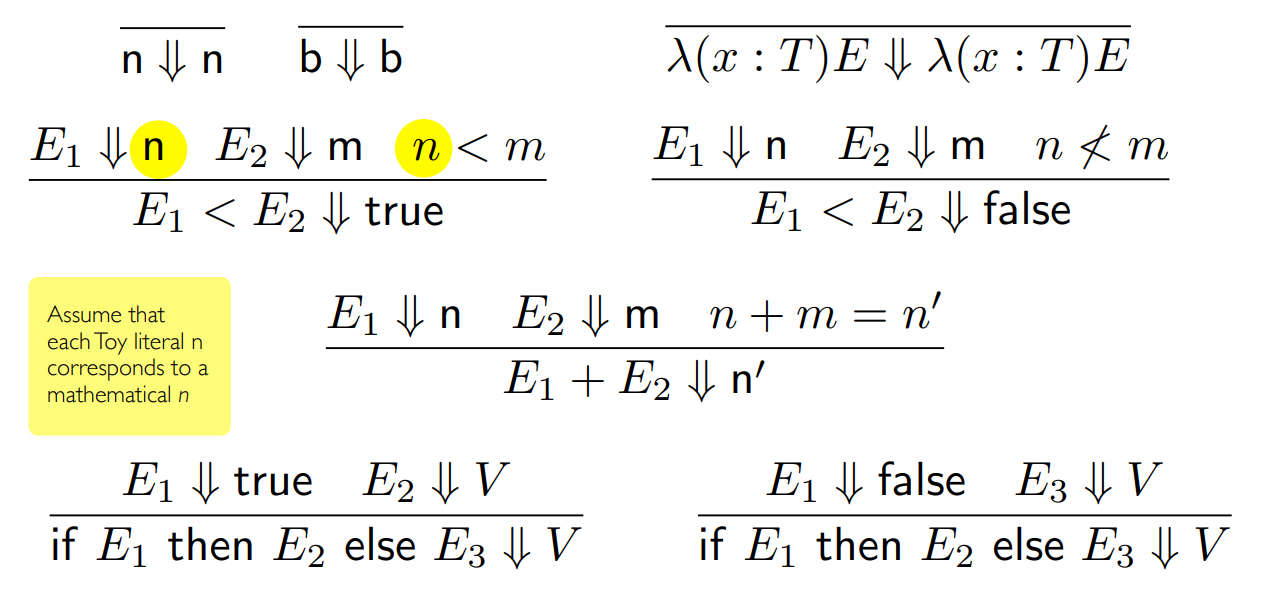 n ⇓ n    b ⇓ b    λ(x : T)E ⇓ λ(x : T)E
E₁ ⇓ n    E₂ ⇓ m    n < m    E₁ ⇓ n    E₂ ⇓ m    n ≮ m
E₁ < E₂ ⇓ true    E₁ < E₂ ⇓ false
Assume that
each Toy literal n
corresponds to a
mathematical n
E₁ ⇓ n    E₂ ⇓ m    n + m = n′
E₁ + E₂ ⇓ n′
E₁ ⇓ true    E₂ ⇓ V    E₁ ⇓ false    E₃ ⇓ V
if E₁ then E₂ else E₃ ⇓ V    if E₁ then E₂ else E₃ ⇓ V